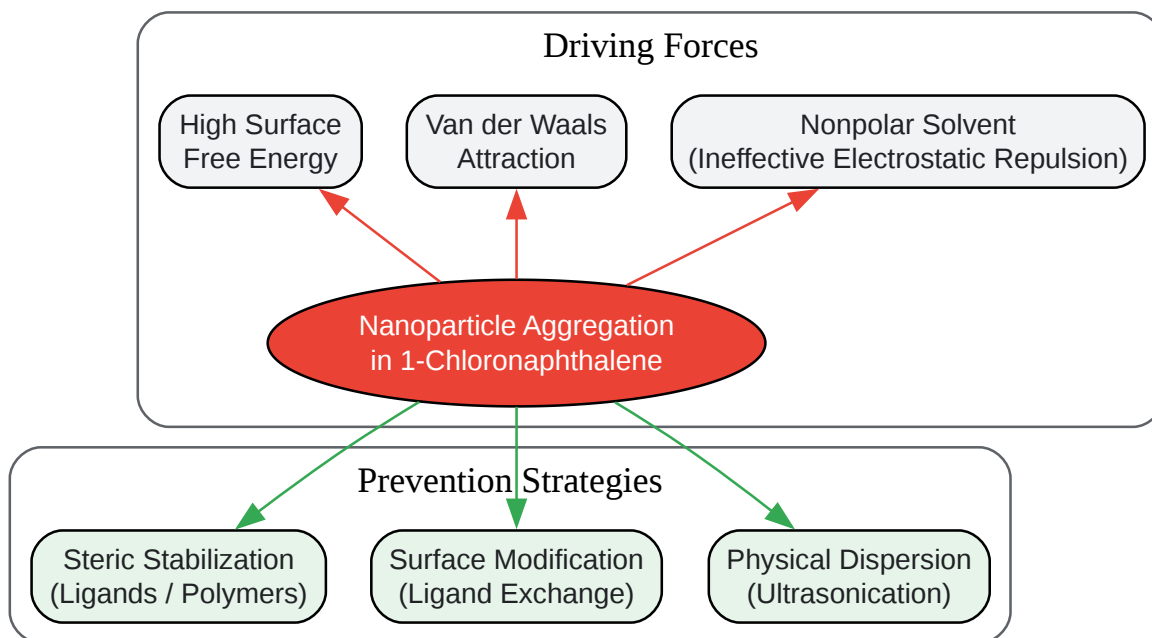 Driving Forces
High Surface
Free Energy
Van der Waals
Attraction
Nonpolar Solvent
(Ineffective Electrostatic Repulsion)
Nanoparticle Aggregation
in 1-Chloronaphthalene
Prevention Strategies
Steric Stabilization
(Ligands / Polymers)
Surface Modification
(Ligand Exchange)
Physical Dispersion
(Ultrasonication)